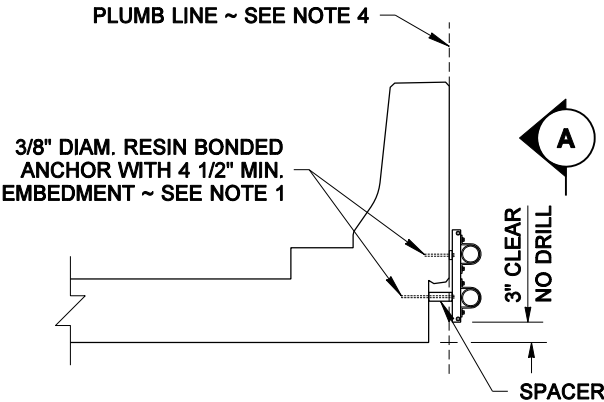 PLUMB LINE ~ SEE NOTE 4
3/8" DIAM. RESIN BONDED
ANCHOR WITH 4 1/2" MIN.
EMBEDMENT ~ SEE NOTE 1
A
3" CLEAR
NO DRILL
SPACER